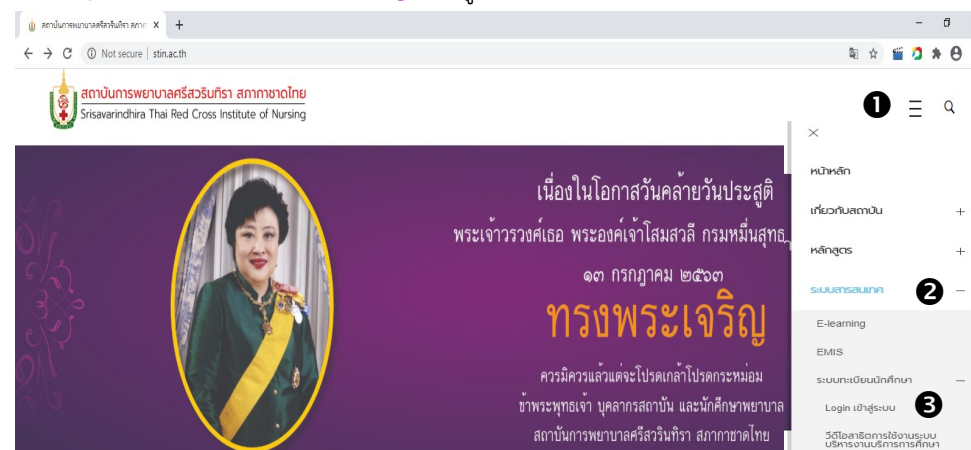 สถาบันการพยาบาลศรีสวรินทิรา สภาก
Not secure
stin.ac.th
สถาบันการพยาบาลศรีสวรินทิรา สภากาชาดไทย
Srisavarindhira Thai Red Cross Institute of Nursing
1
เนื่องในโอกาสวันคล้ายวันประสูติ
พระเจ้าวรวงศ์เธอ พระองค์เจ้าโสมสวลี กรมหมื่นสุทธ
๑๓ กรกฎาคม ๒๕๖๓
ทรงพระเจริญ
ควรมิควรแล้วแต่จะโปรดเกล้าโปรดกระหม่อม
ข้าพระพุทธเจ้า บุคลากรสถาบัน และนักศึกษาพยาบาล
สถาบันการพยาบาลศรีสวรินทิรา สภากาชาดไทย
หน้าหลัก
เกี่ยวกับสถาบัน
หลักสูตร
ระบบสารสนเทศ 2
E-learning
EMIS
ระบบทะเบียนนักศึกษา
Login เข้าสู่ระบบ 3
วีดีโอสาธิตการใช้งานระบบ
บริหารงานบริการการศึกษา